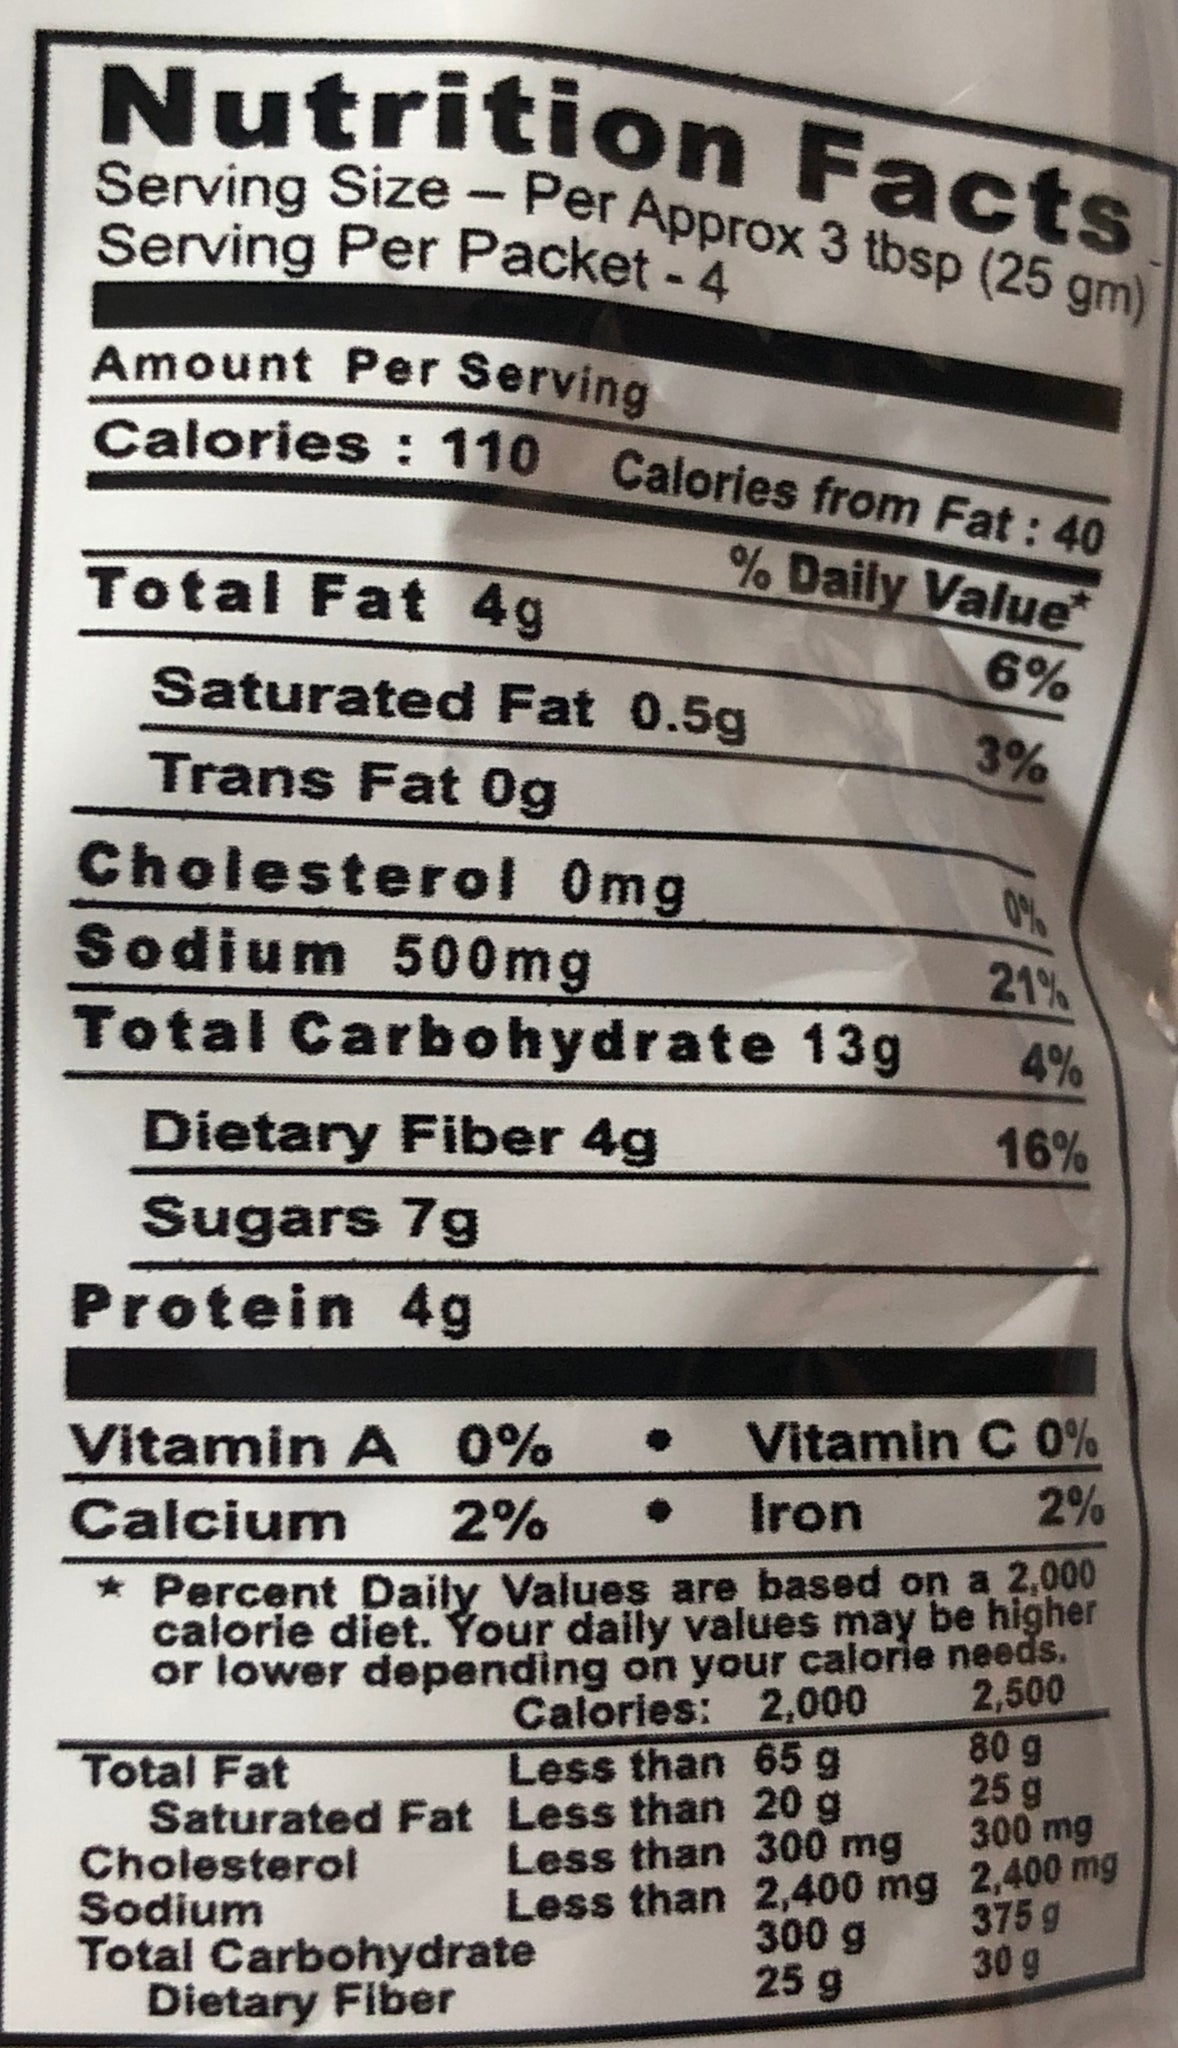 Nutrition Facts
Serving Size – Per Approx 3 tbsp (25 gm)
Serving Per Packet - 4
Amount Per Serving
Calories : 110 Calories from Fat : 40
% Daily Value*
Total Fat 4g 6%
Saturated Fat 0.5g 3%
Trans Fat 0g
Cholesterol 0mg 0%
Sodium 500mg 21%
Total Carbohydrate 13g 4%
Dietary Fiber 4g 16%
Sugars 7g
Protein 4g
Vitamin A 0% • Vitamin C 0%
Calcium 2% • Iron 2%
* Percent Daily Values are based on a 2,000
calorie diet. Your daily values may be higher
or lower depending on your calorie needs.
Calories: 2,000 2,500
Total Fat Less than 65 g 80 g
Saturated Fat Less than 20 g 25 g
Cholesterol Less than 300 mg 300 mg
Sodium Less than 2,400 mg 2,400 mg
Total Carbohydrate 300 g 375 g
Dietary Fiber 25 g 30 g